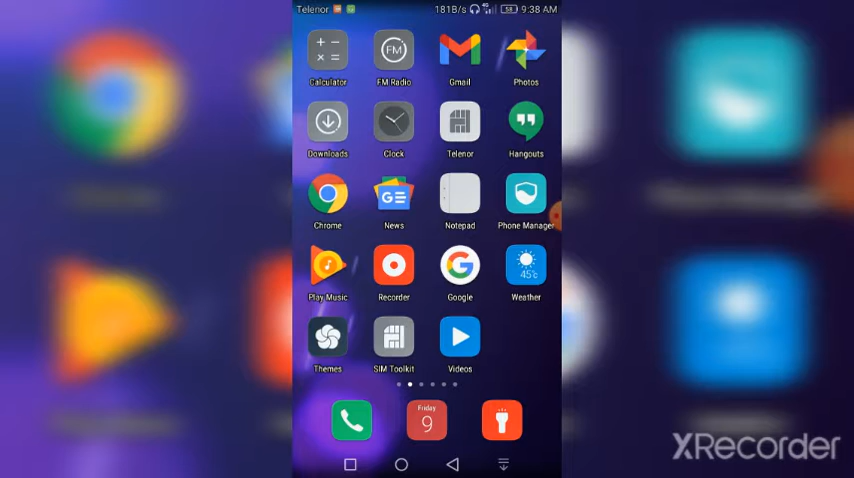 Telenor 181B/s 4G 58 9:38 AM
Calculator FM Radio Gmail Photos
Downloads Clock Telenor Hangouts
Chrome News Notepad Phone Manager
45°c
Play Music Recorder Google Weather
Themes SIM Toolkit Videos
Friday
9
XRecorder